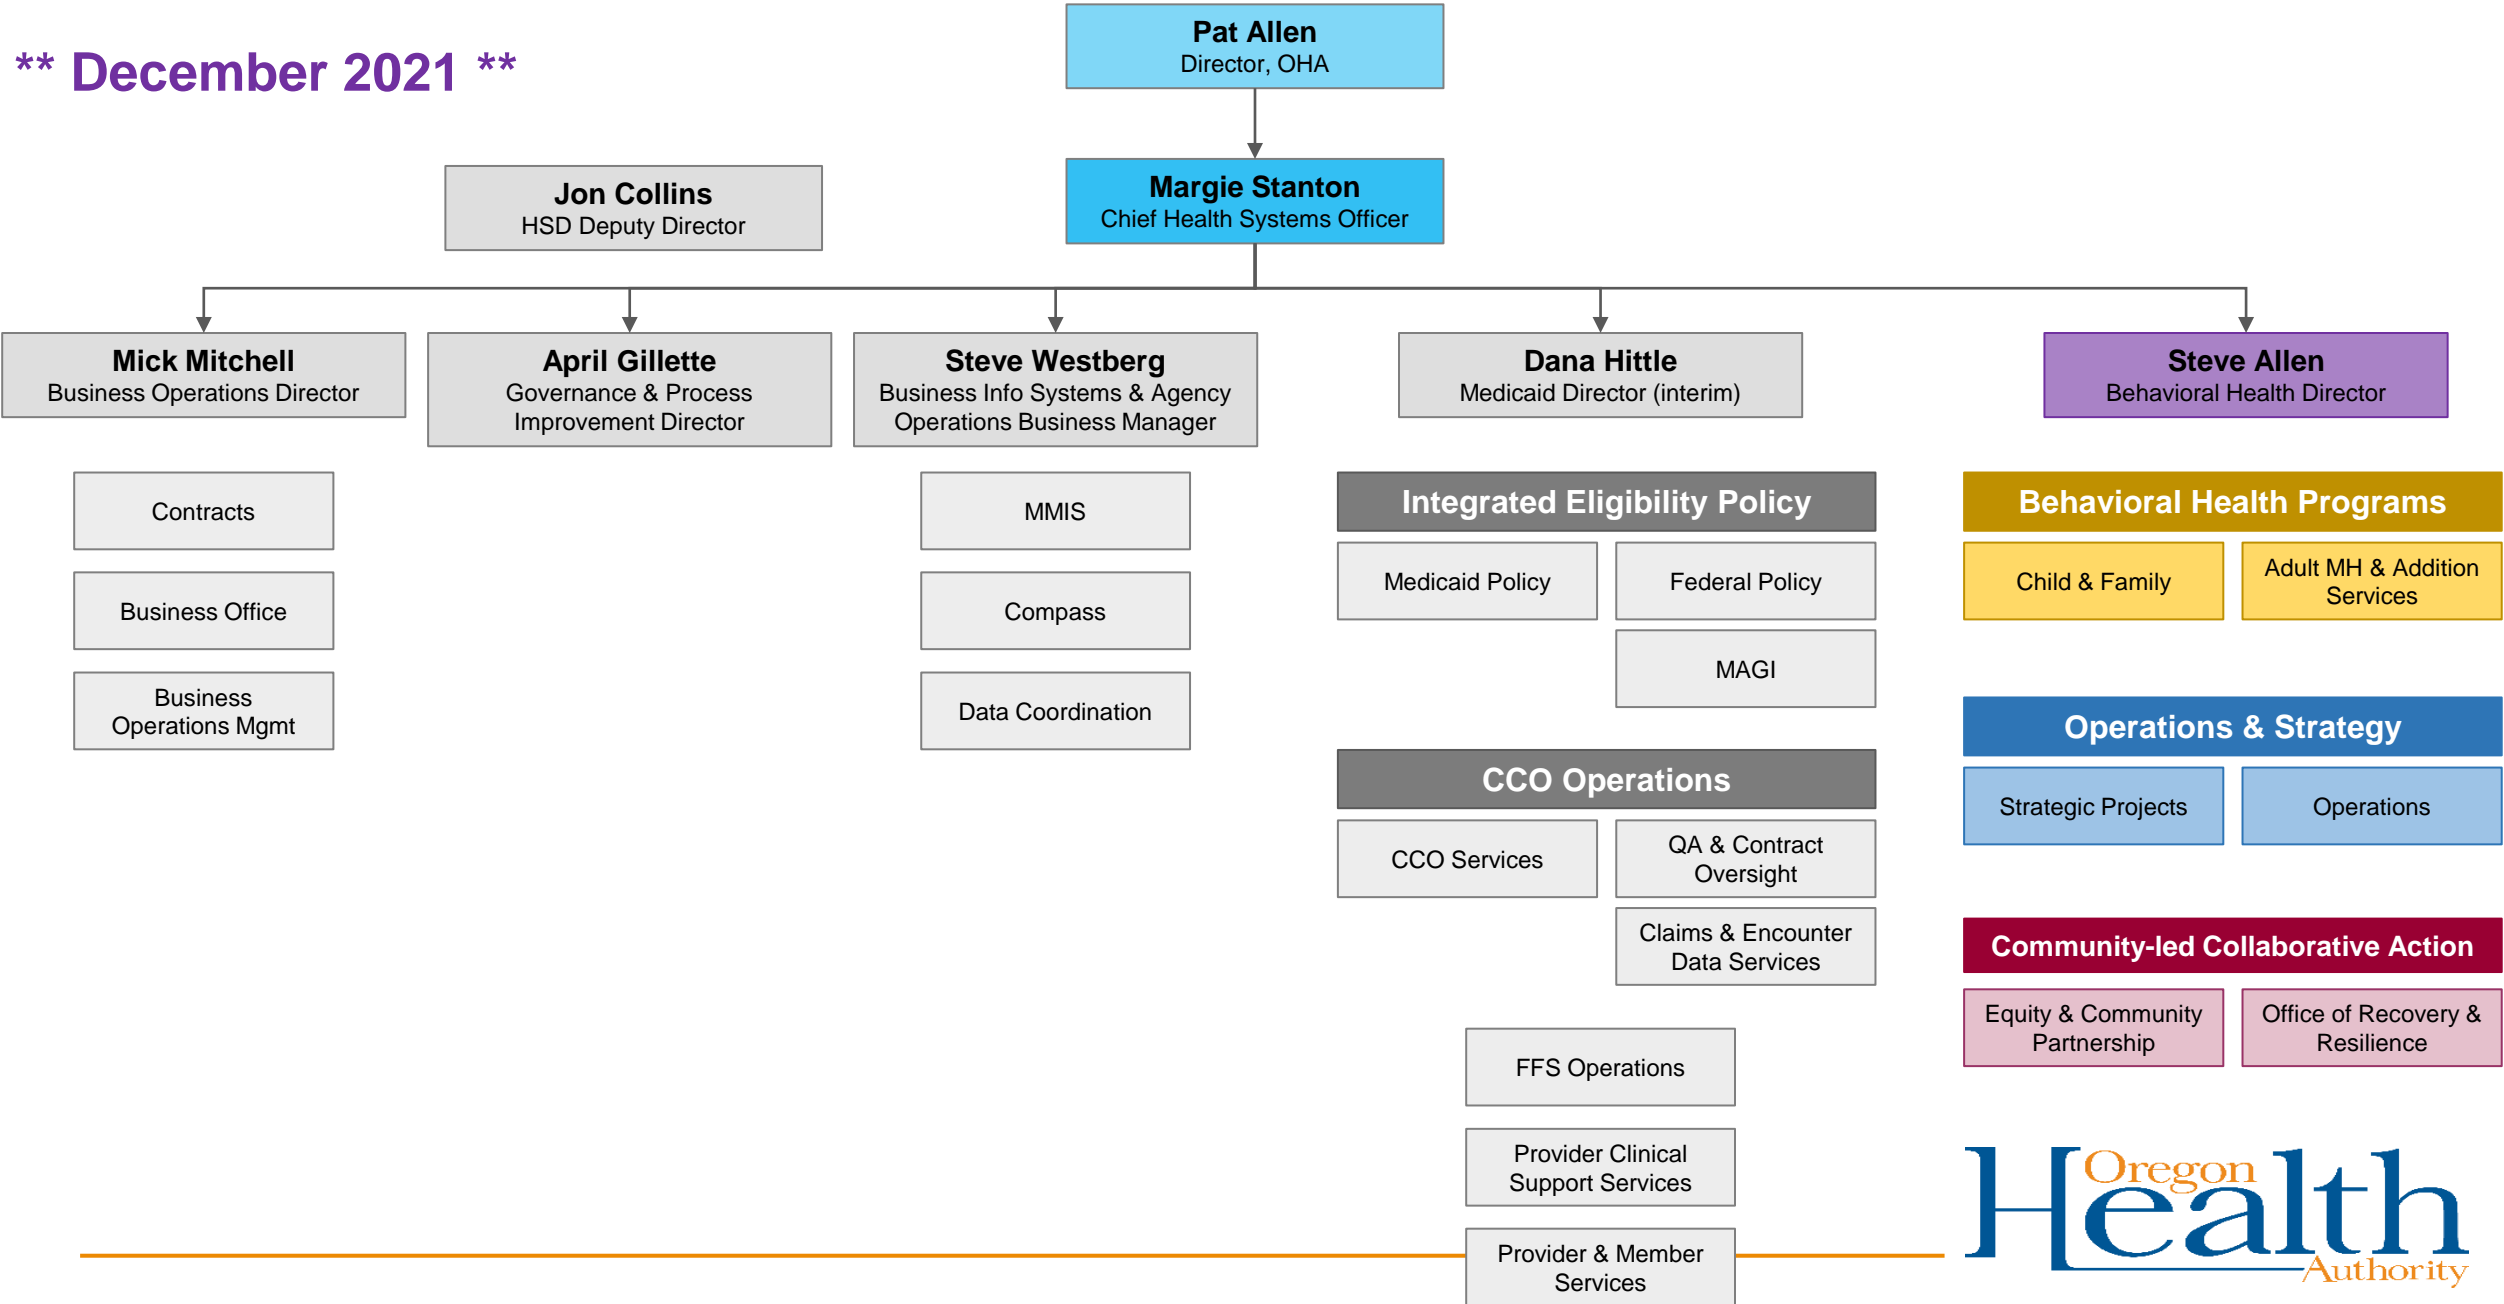 ** December 2021 **
Pat Allen
Director, OHA
Jon Collins
HSD Deputy Director
Margie Stanton
Chief Health Systems Officer
Mick Mitchell
Business Operations Director
April Gillette
Governance & Process
Improvement Director
Steve Westberg
Business Info Systems & Agency
Operations Business Manager
Dana Hittle
Medicaid Director (interim)
Steve Allen
Behavioral Health Director
Contracts
Business Office
Business
Operations Mgmt
MMIS
Compass
Data Coordination
Integrated Eligibility Policy
Medicaid Policy
Federal Policy
MAGI
CCO Operations
CCO Services
QA & Contract
Oversight
Claims & Encounter
Data Services
FFS Operations
Provider Clinical
Support Services
Provider & Member
Services
Behavioral Health Programs
Child & Family
Adult MH & Addition
Services
Operations & Strategy
Strategic Projects
Operations
Community-led Collaborative Action
Equity & Community
Partnership
Office of Recovery &
Resilience
Oregon
Health
Authority